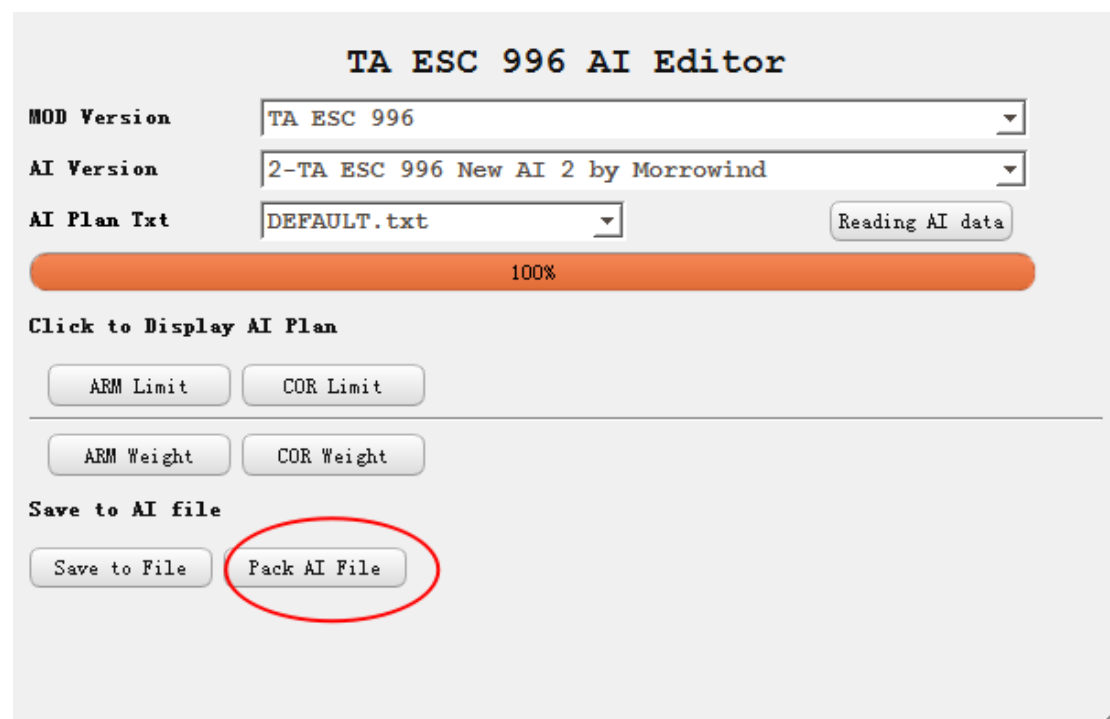 TA ESC 996 AI Editor
MOD Version TA ESC 996
AI Version 2-TA ESC 996 New AI 2 by Morrowind
AI Plan Txt DEFAULT.txt Reading AI data
100%
Click to Display AI Plan
ARM Limit COR Limit
ARM Weight COR Weight
Save to AI file
Save to File Pack AI File